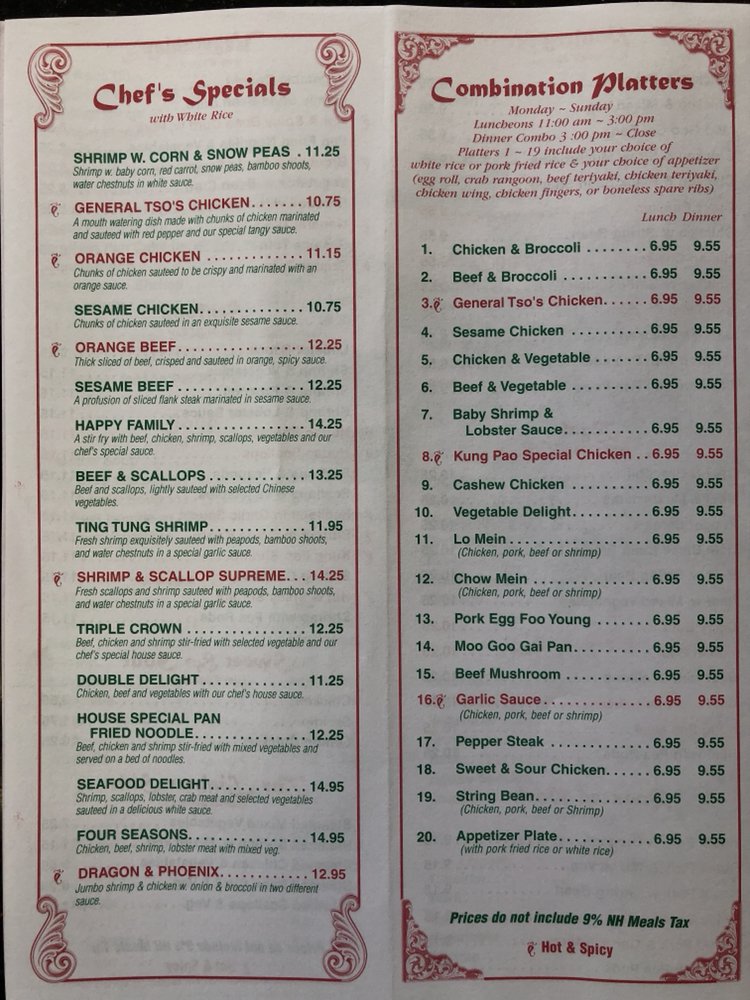 Chef's Specials
with White Rice
SHRIMP W. CORN & SNOW PEAS . 11.25
Shrimp w. baby corn, red carrot, snow peas, bamboo shoots,
water chestnuts in white sauce.
GENERAL TSO'S CHICKEN....... 10.75
A mouth watering dish made with chunks of chicken marinated
and sauteed with red pepper and our special tangy sauce.
ORANGE CHICKEN ............. 11.15
Chunks of chicken sauteed to be crispy and marinated with an
orange sauce.
SESAME CHICKEN.............. 10.75
Chunks of chicken sauteed in an exquisite sesame sauce.
ORANGE BEEF................. 12.25
Thick sliced of beef, crisped and sauteed in orange, spicy sauce.
SESAME BEEF................. 12.25
A profusion of sliced flank steak marinated in sesame sauce.
HAPPY FAMILY................ 14.25
A stir fry with beef, chicken, shrimp, scallops, vegetables and our
chef's special sauce.
BEEF & SCALLOPS............. 13.25
Beef and scallops, lightly sauteed with selected Chinese
vegetables.
TING TUNG SHRIMP............ 11.95
Fresh shrimp exquisitely sauteed with peapods, bamboo shoots,
and water chestnuts in a special garlic sauce.
SHRIMP & SCALLOP SUPREME... 14.25
Fresh scallops and shrimp sauteed with peapods, bamboo shoots,
and water chestnuts in a special garlic sauce.
TRIPLE CROWN ............... 12.25
Beef, chicken and shrimp stir-fried with selected vegetable and our
chef's special house sauce.
DOUBLE DELIGHT.............. 11.25
Chicken, beef and vegetables with our chef's house sauce.
HOUSE SPECIAL PAN
FRIED NOODLE.............. 12.25
Beef, chicken and shrimp stir-fried with mixed vegetables and
served on a bed of noodles.
SEAFOOD DELIGHT............. 14.95
Shrimp, scallops, lobster, crab meat and selected vegetables
sauteed in a delicious white sauce.
FOUR SEASONS................ 14.95
Chicken, beef, shrimp, lobster meat with mixed veg.
DRAGON & PHOENIX............ 12.95
Jumbo shrimp & chicken w. onion & broccoli in two different
sauce.
Combination Platters
Monday ~ Sunday
Luncheons 11:00 am ~ 3:00 pm
Dinner Combo 3 :00 pm ~ Close
Platters 1 ~ 19 include your choice of
white rice or pork fried rice & your choice of appetizer
(egg roll, crab rangoon, beef teriyaki, chicken teriyaki,
chicken wing, chicken fingers, or boneless spare ribs)
Lunch Dinner
1. Chicken & Broccoli ........ 6.95 9.55
2. Beef & Broccoli ........... 6.95 9.55
3. General Tso's Chicken...... 6.95 9.55
4. Sesame Chicken .......... 6.95 9.55
5. Chicken & Vegetable ....... 6.95 9.55
6. Beef & Vegetable .......... 6.95 9.55
7. Baby Shrimp &
Lobster Sauce........... 6.95 9.55
8. Kung Pao Special Chicken .. 6.95 9.55
9. Cashew Chicken .......... 6.95 9.55
10. Vegetable Delight.......... 6.95 9.55
11. Lo Mein .................. 6.95 9.55
(Chicken, pork, beef or shrimp)
12. Chow Mein ............... 6.95 9.55
(Chicken, pork, beef or shrimp)
13. Pork Egg Foo Young ....... 6.95 9.55
14. Moo Goo Gai Pan.......... 6.95 9.55
15. Beef Mushroom ........... 6.95 9.55
16. Garlic Sauce.............. 6.95 9.55
(Chicken, pork, beef or shrimp)
17. Pepper Steak ............. 6.95 9.55
18. Sweet & Sour Chicken...... 6.95 9.55
19. String Bean............... 6.95 9.55
(Chicken, pork, beef or Shrimp)
20. Appetizer Plate............ 6.95 9.55
(with pork fried rice or white rice)
Prices do not include 9% NH Meals Tax
Hot & Spicy